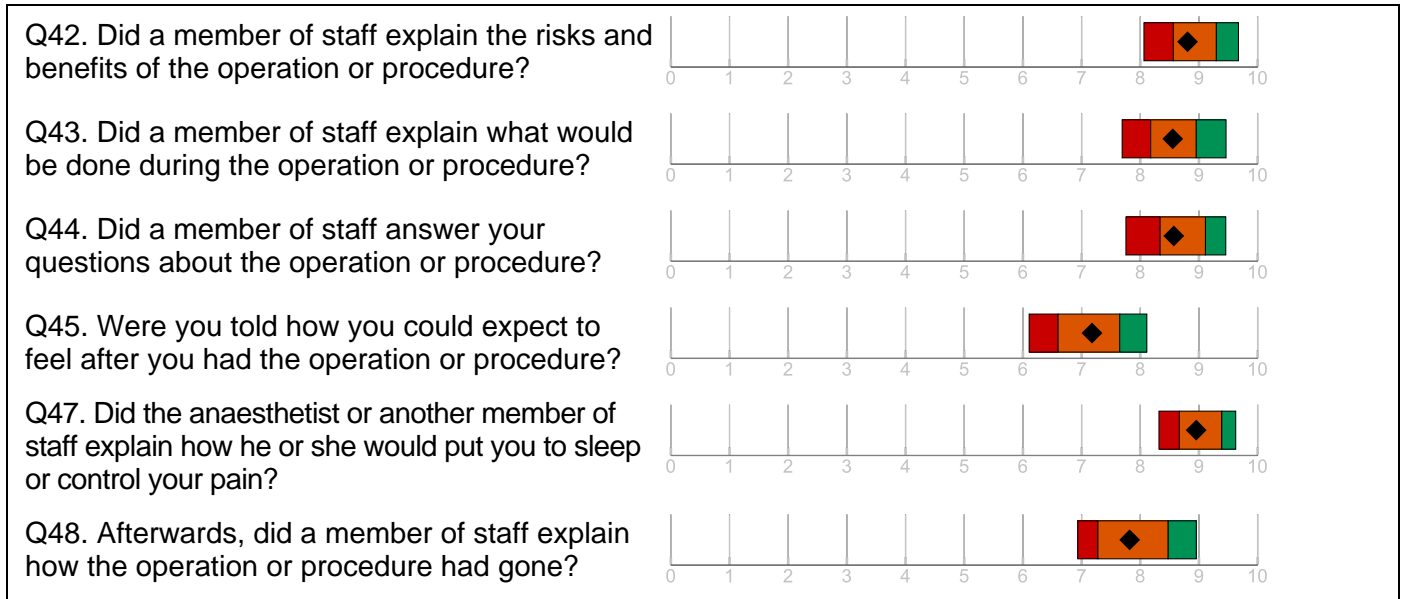 Q42. Did a member of staff explain the risks and
benefits of the operation or procedure?
0 1 2 3 4 5 6 7 8 9 10
Q43. Did a member of staff explain what would
be done during the operation or procedure?
0 1 2 3 4 5 6 7 8 9 10
Q44. Did a member of staff answer your
questions about the operation or procedure?
0 1 2 3 4 5 6 7 8 9 10
Q45. Were you told how you could expect to
feel after you had the operation or procedure?
0 1 2 3 4 5 6 7 8 9 10
Q47. Did the anaesthetist or another member of
staff explain how he or she would put you to sleep
or control your pain?
0 1 2 3 4 5 6 7 8 9 10
Q48. Afterwards, did a member of staff explain
how the operation or procedure had gone?
0 1 2 3 4 5 6 7 8 9 10